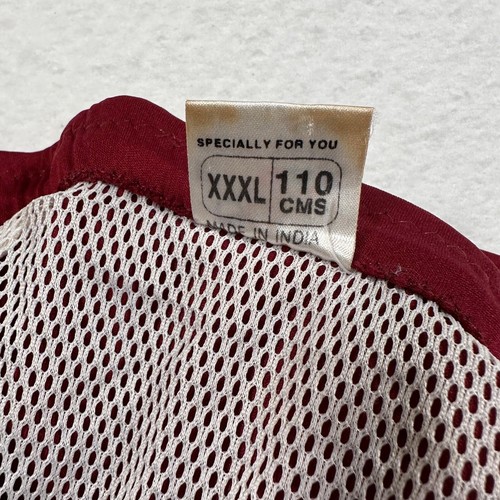 SPECIALLY FOR YOU
XXXL 110
CMS
MADE IN INDIA